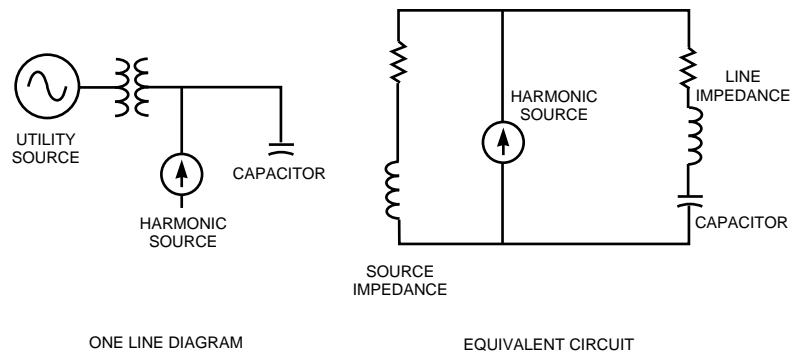 UTILITY
SOURCE
HARMONIC
SOURCE
CAPACITOR
ONE LINE DIAGRAM
HARMONIC
SOURCE
LINE
IMPEDANCE
CAPACITOR
SOURCE
IMPEDANCE
EQUIVALENT CIRCUIT